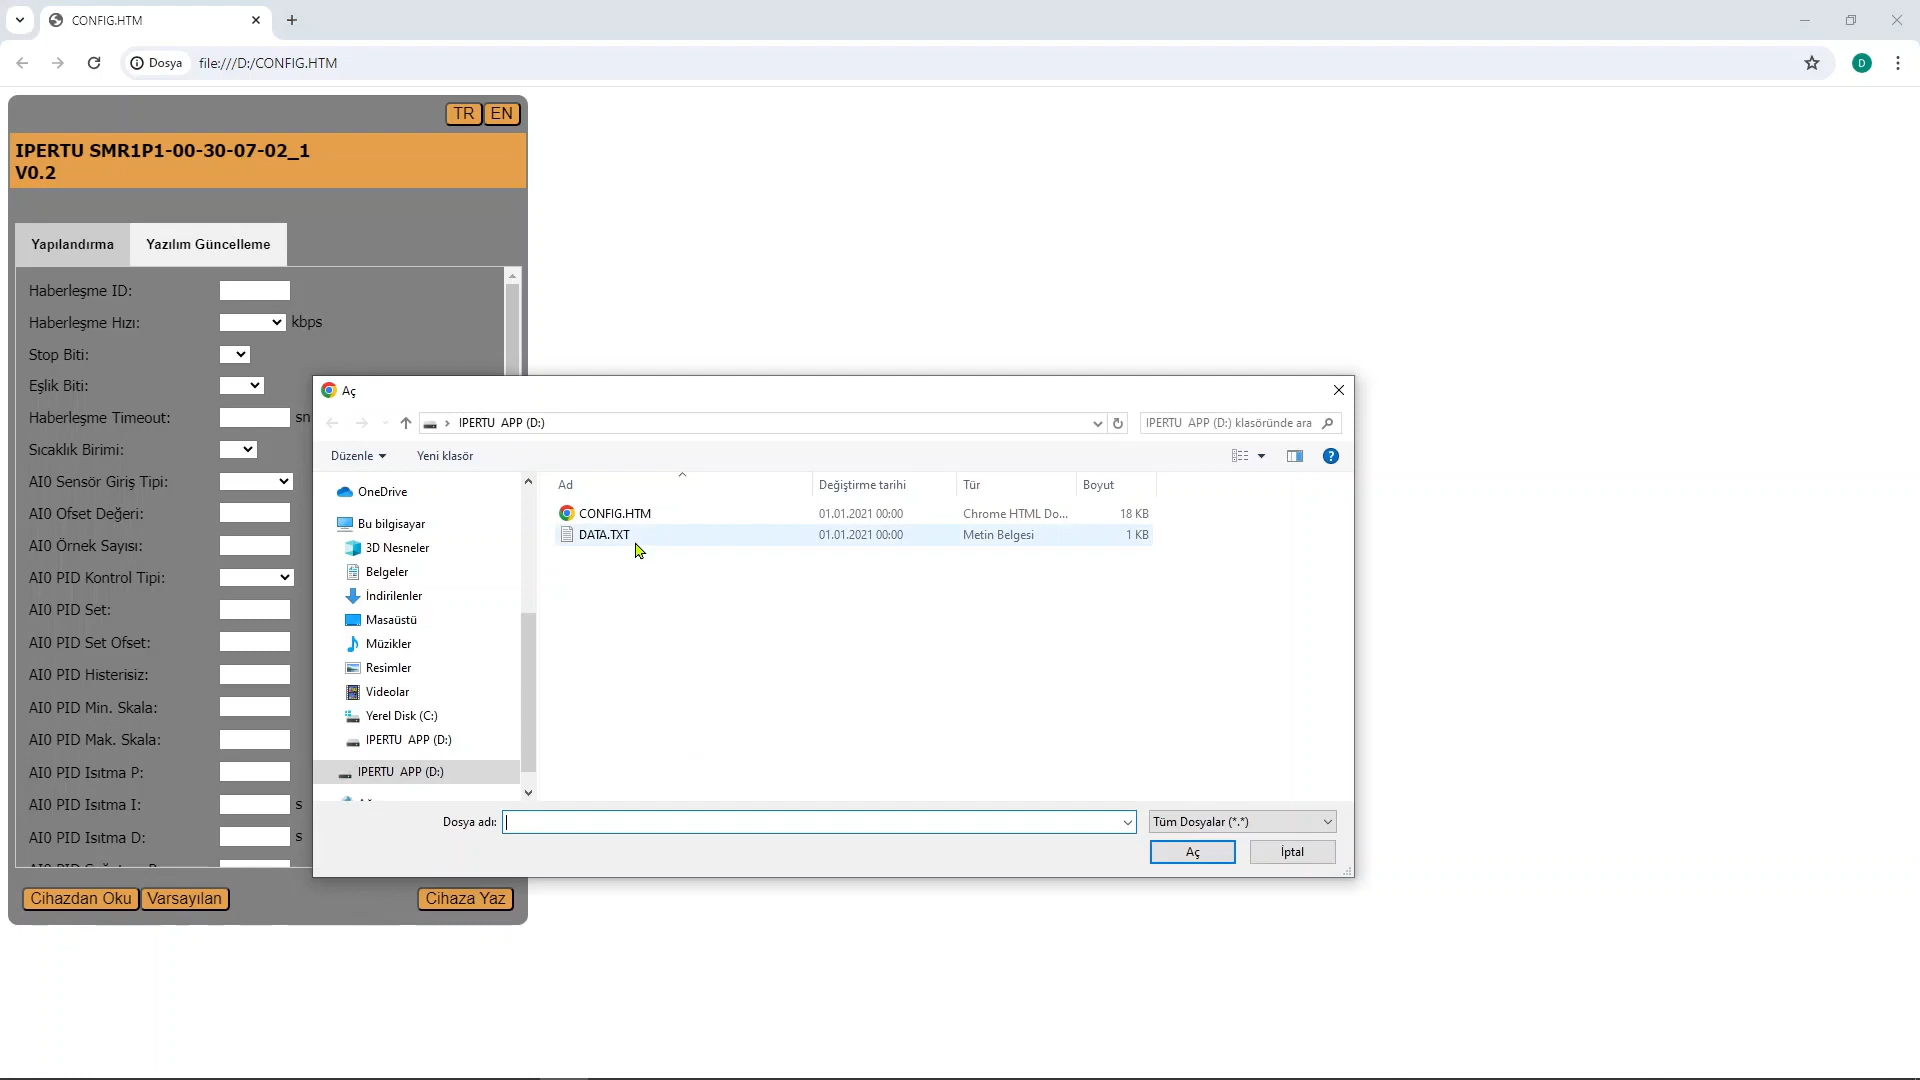 CONFIG.HTM
Dosya
file:///D:/CONFIG.HTM
D
TR
EN
IPERTU SMR1P1-00-30-07-02_1
V0.2
Yapılandırma
Yazılım Güncelleme
Haberleşme ID:
Haberleşme Hızı:
kbps
Stop Biti:
Eşlik Biti:
Haberleşme Timeout:
sn
Sıcaklık Birimi:
AI0 Sensör Giriş Tipi:
AI0 Ofset Değeri:
AI0 Örnek Sayısı:
AI0 PID Kontrol Tipi:
AI0 PID Set:
AI0 PID Set Ofset:
AI0 PID Histerisiz:
AI0 PID Min. Skala:
AI0 PID Mak. Skala:
AI0 PID Isıtma P:
AI0 PID Isıtma I:
s
AI0 PID Isıtma D:
s
Cihazdan Oku
Varsayılan
Cihaza Yaz
Aç
IPERTU APP (D:)
IPERTU APP (D:) klasöründe ara
Düzenle
Yeni klasör
OneDrive
Bu bilgisayar
3D Nesneler
Belgeler
İndirilenler
Masaüstü
Müzikler
Resimler
Videolar
Yerel Disk (C:)
IPERTU APP (D:)
IPERTU APP (D:)
Ad
Değiştirme tarihi
Tür
Boyut
CONFIG.HTM
01.01.2021 00:00
Chrome HTML Do...
18 KB
DATA.TXT
01.01.2021 00:00
Metin Belgesi
1 KB
Dosya adı:
Tüm Dosyalar (*.*)
Aç
İptal